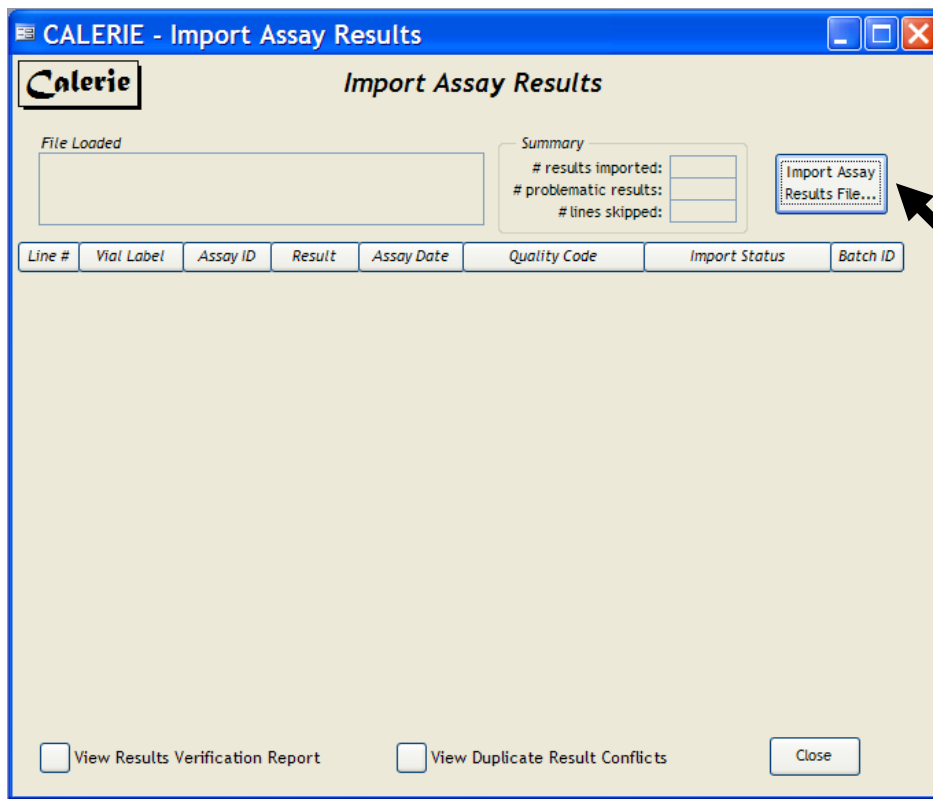 CALERIE - Import Assay Results
Calerie
Import Assay Results
File Loaded
Summary
# results imported:
# problematic results:
# lines skipped:
Import Assay
Results File...
Line # Vial Label Assay ID Result Assay Date Quality Code Import Status Batch ID
View Results Verification Report View Duplicate Result Conflicts Close